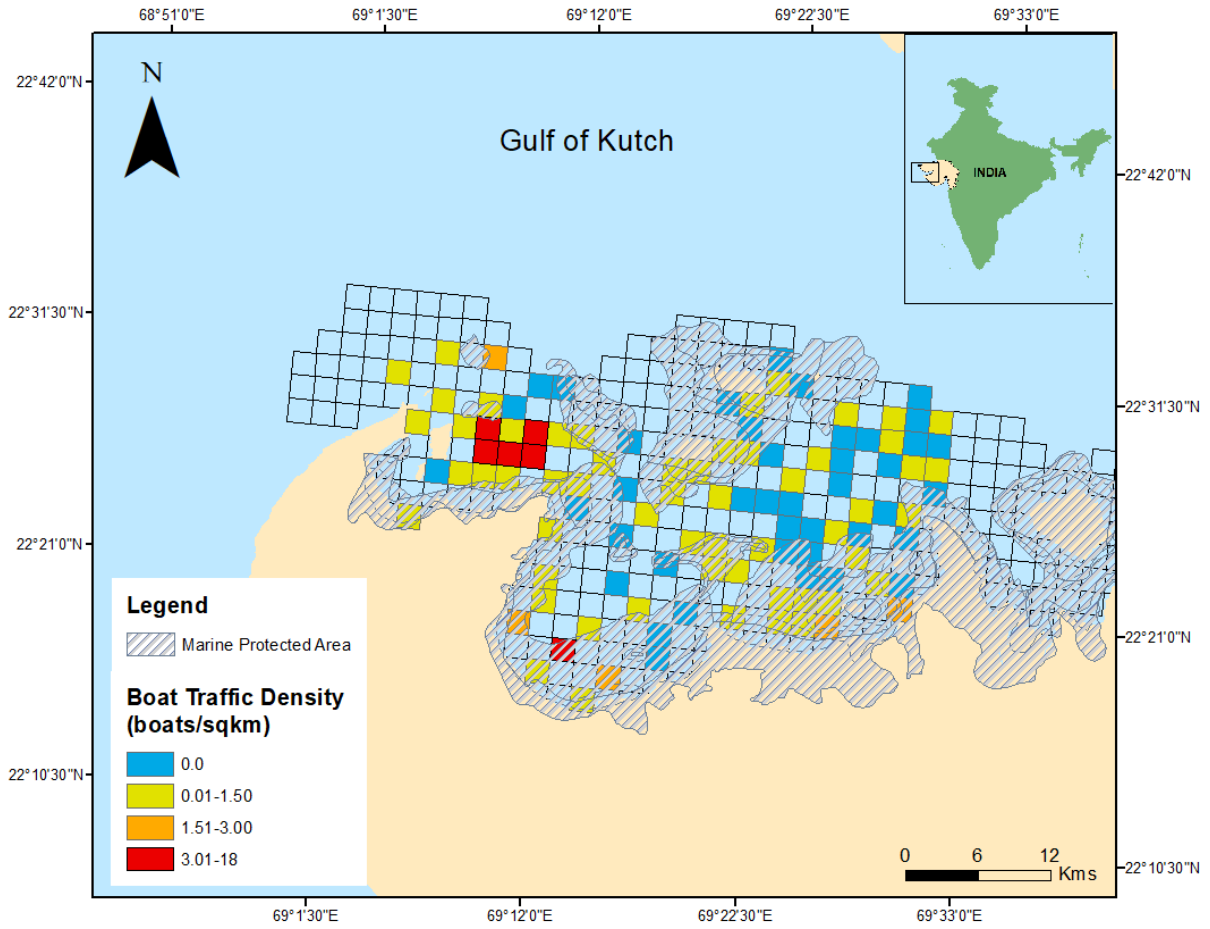 68°51'0"E 69°1'30"E 69°12'0"E 69°22'30"E 69°33'0"E
22°42'0"N
N
Gulf of Kutch
INDIA
22°42'0"N
22°31'30"N
22°31'30"N
22°21'0"N
22°21'0"N
Legend
Marine Protected Area
Boat Traffic Density
(boats/sqkm)
0.0
0.01-1.50
1.51-3.00
3.01-18
22°10'30"N
0 6 12
Kms
22°10'30"N
69°1'30"E 69°12'0"E 69°22'30"E 69°33'0"E